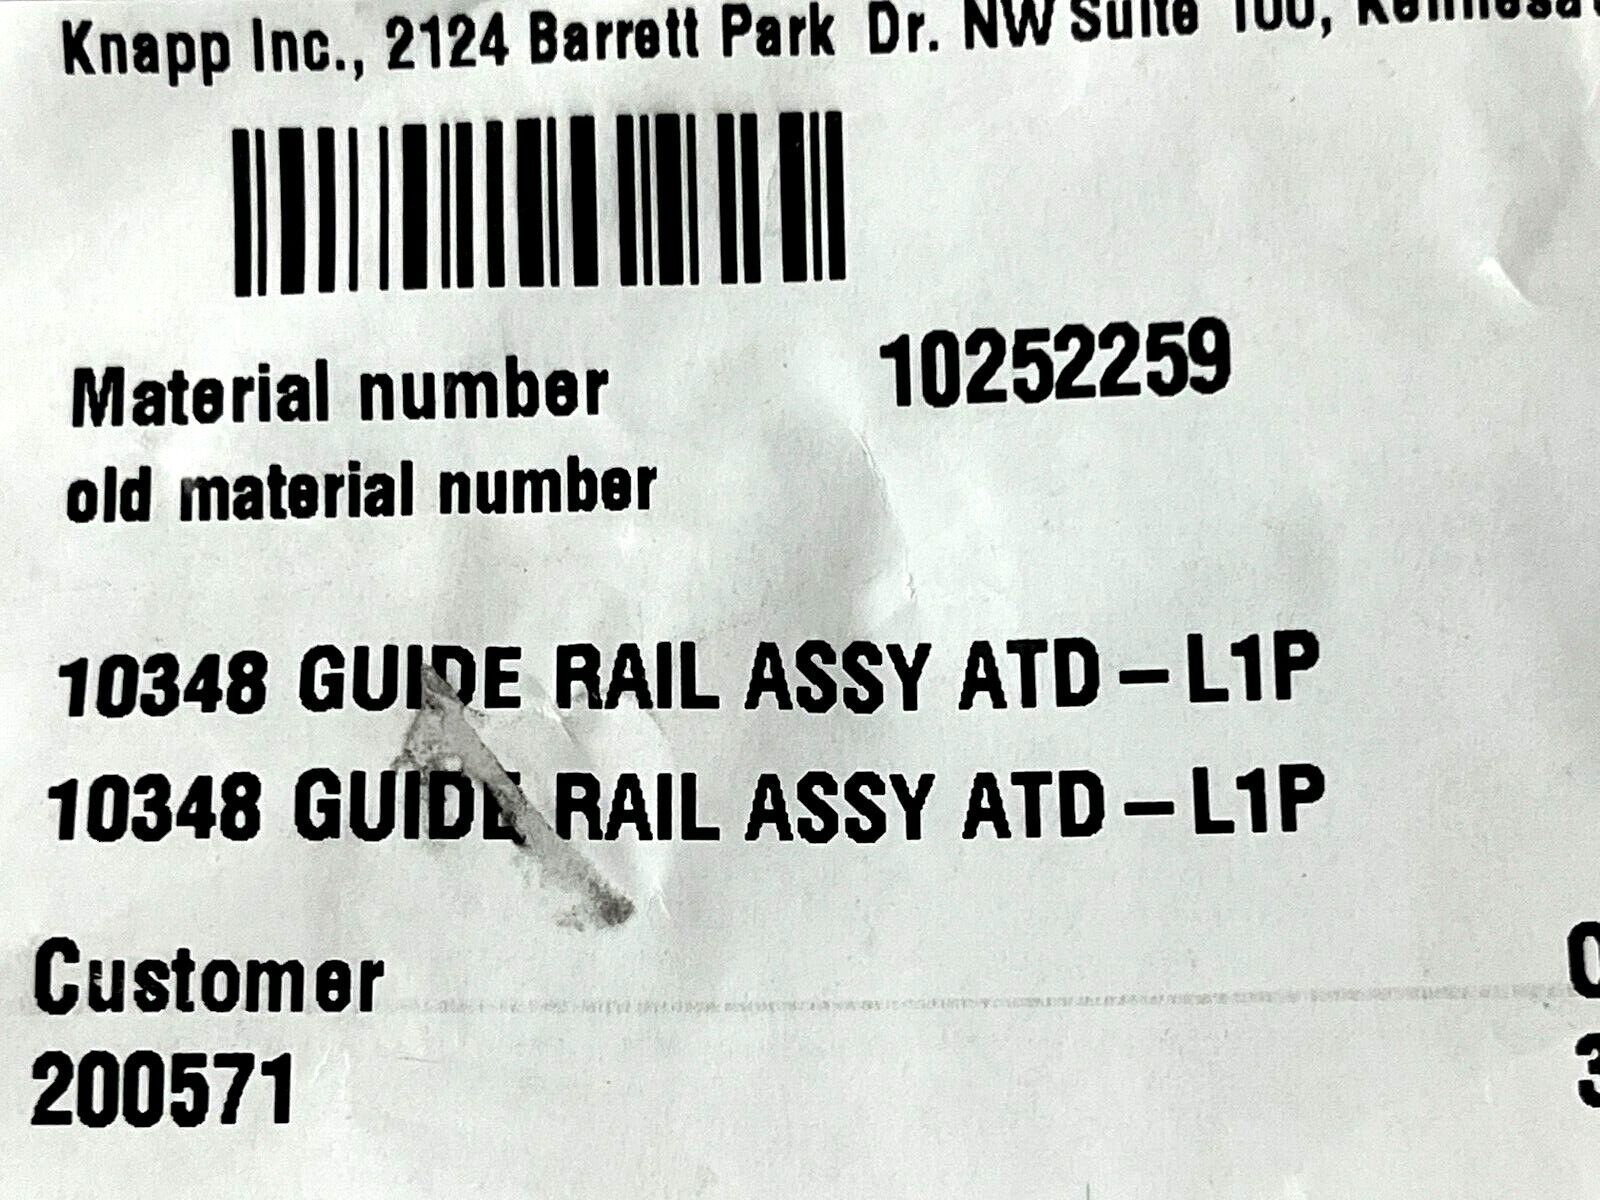 Knapp Inc., 2124 Barrett Park Dr. NW Suite 100,
Material number 10252259
old material number
10348 GUIDE RAIL ASSY ATD-L1P
10348 GUIDE RAIL ASSY ATD-L1P
Customer
200571